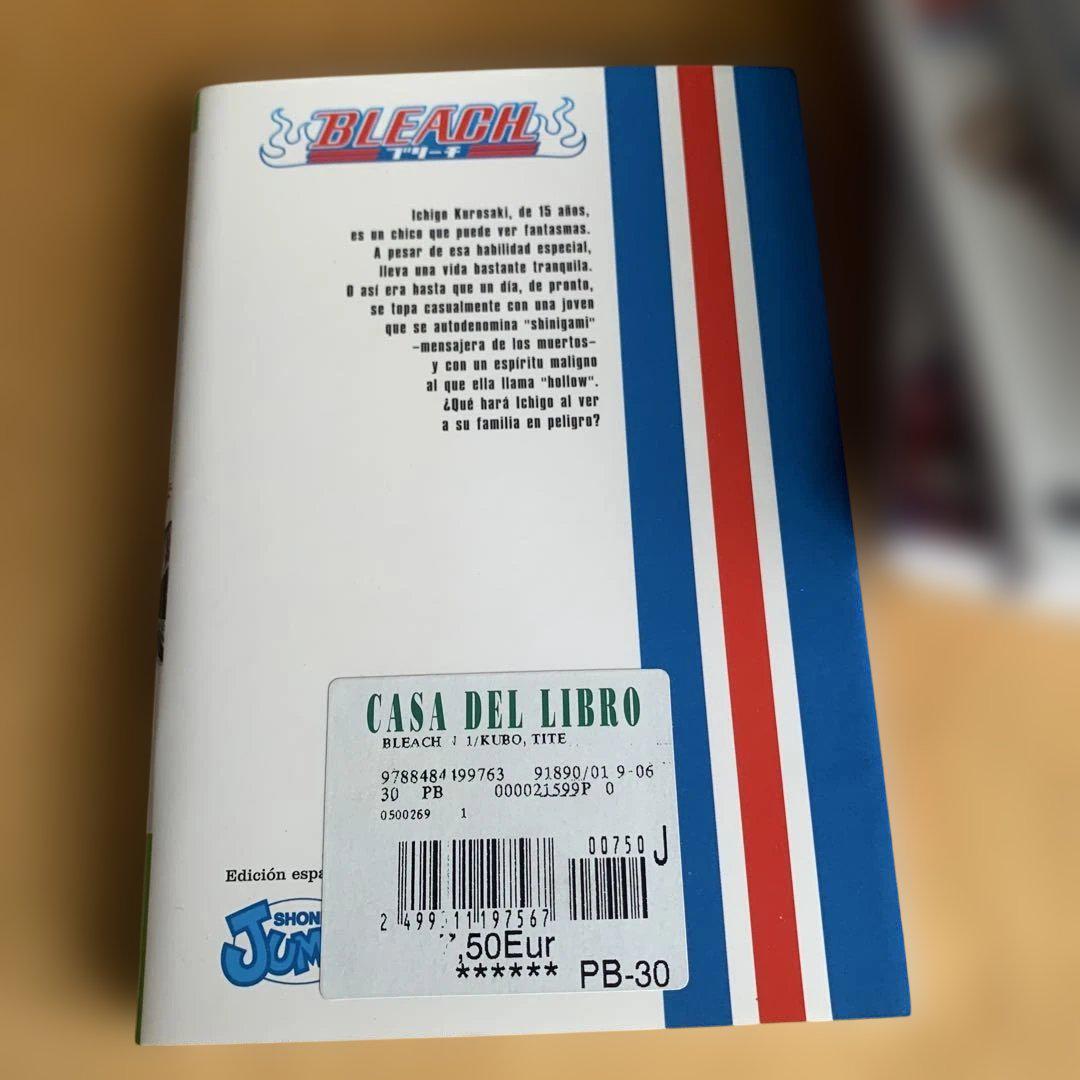 BLEACH
ブリーチ
Ichigo Kurosaki, de 15 años,
es un chico que puede ver fantasmas.
A pesar de esa habilidad especial,
lleva una vida bastante tranquila.
O así era hasta que un día, de pronto,
se topa casualmente con una joven
que se autodenomina "shinigami"
–mensajera de los muertos–
y con un espíritu maligno
al que ella llama "hollow".
¿Qué hará Ichigo al ver
a su familia en peligro?
CASA DEL LIBRO
BLEACH 1/KUBO, TITE
9788484499763 91890/01 9-06
30 PB 000021599P 0
0500269 1
00750 J
2 499 11197567
,50Eur
****** PB-30
Edición espa
SHON
JUM